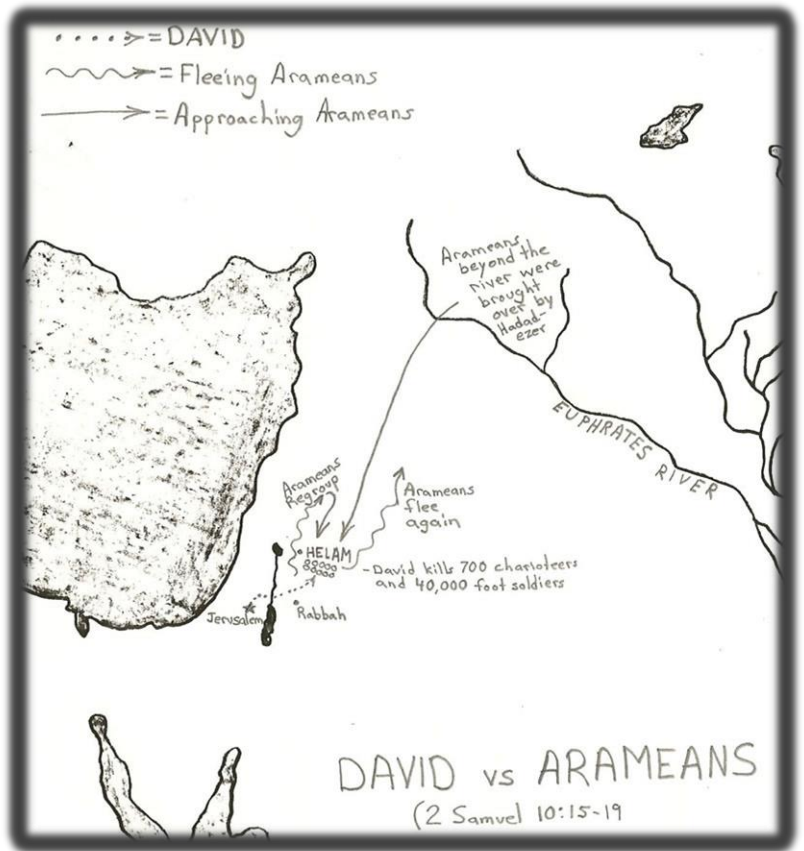 = DAVID
= Fleeing Arameans
= Approaching Arameans
Arameans
beyond the
river were
brought
over by
Hadad-
ezer
EUPHRATES RIVER
Arameans
Regroup
Arameans
flee
again
HELAM
-David kills 700 charioteers
and 40,000 foot soldiers
Jerusalem
Rabbah
DAVID vs ARAMEANS
(2 Samuel 10:15-19